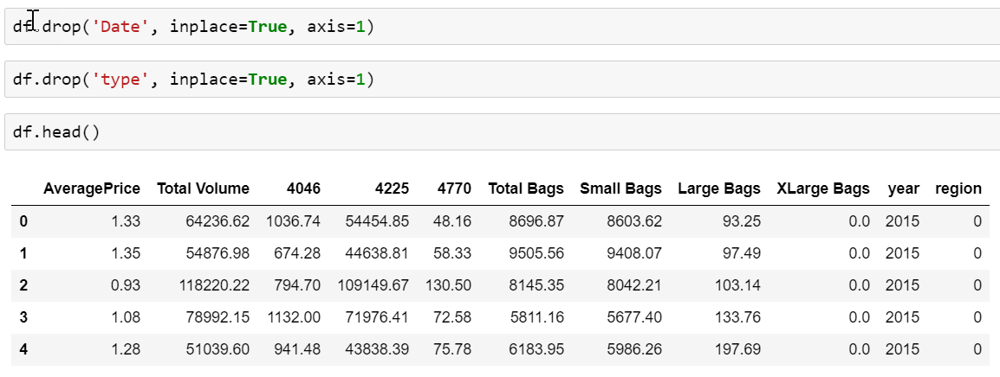 df.drop('Date', inplace=True, axis=1)
df.drop('type', inplace=True, axis=1)
df.head()
AveragePrice Total Volume 4046 4225 4770 Total Bags Small Bags Large Bags XLarge Bags year region
0 1.33 64236.62 1036.74 54454.85 48.16 8696.87 8603.62 93.25 0.0 2015 0
1 1.35 54876.98 674.28 44638.81 58.33 9505.56 9408.07 97.49 0.0 2015 0
2 0.93 118220.22 794.70 109149.67 130.50 8145.35 8042.21 103.14 0.0 2015 0
3 1.08 78992.15 1132.00 71976.41 72.58 5811.16 5677.40 133.76 0.0 2015 0
4 1.28 51039.60 941.48 43838.39 75.78 6183.95 5986.26 197.69 0.0 2015 0